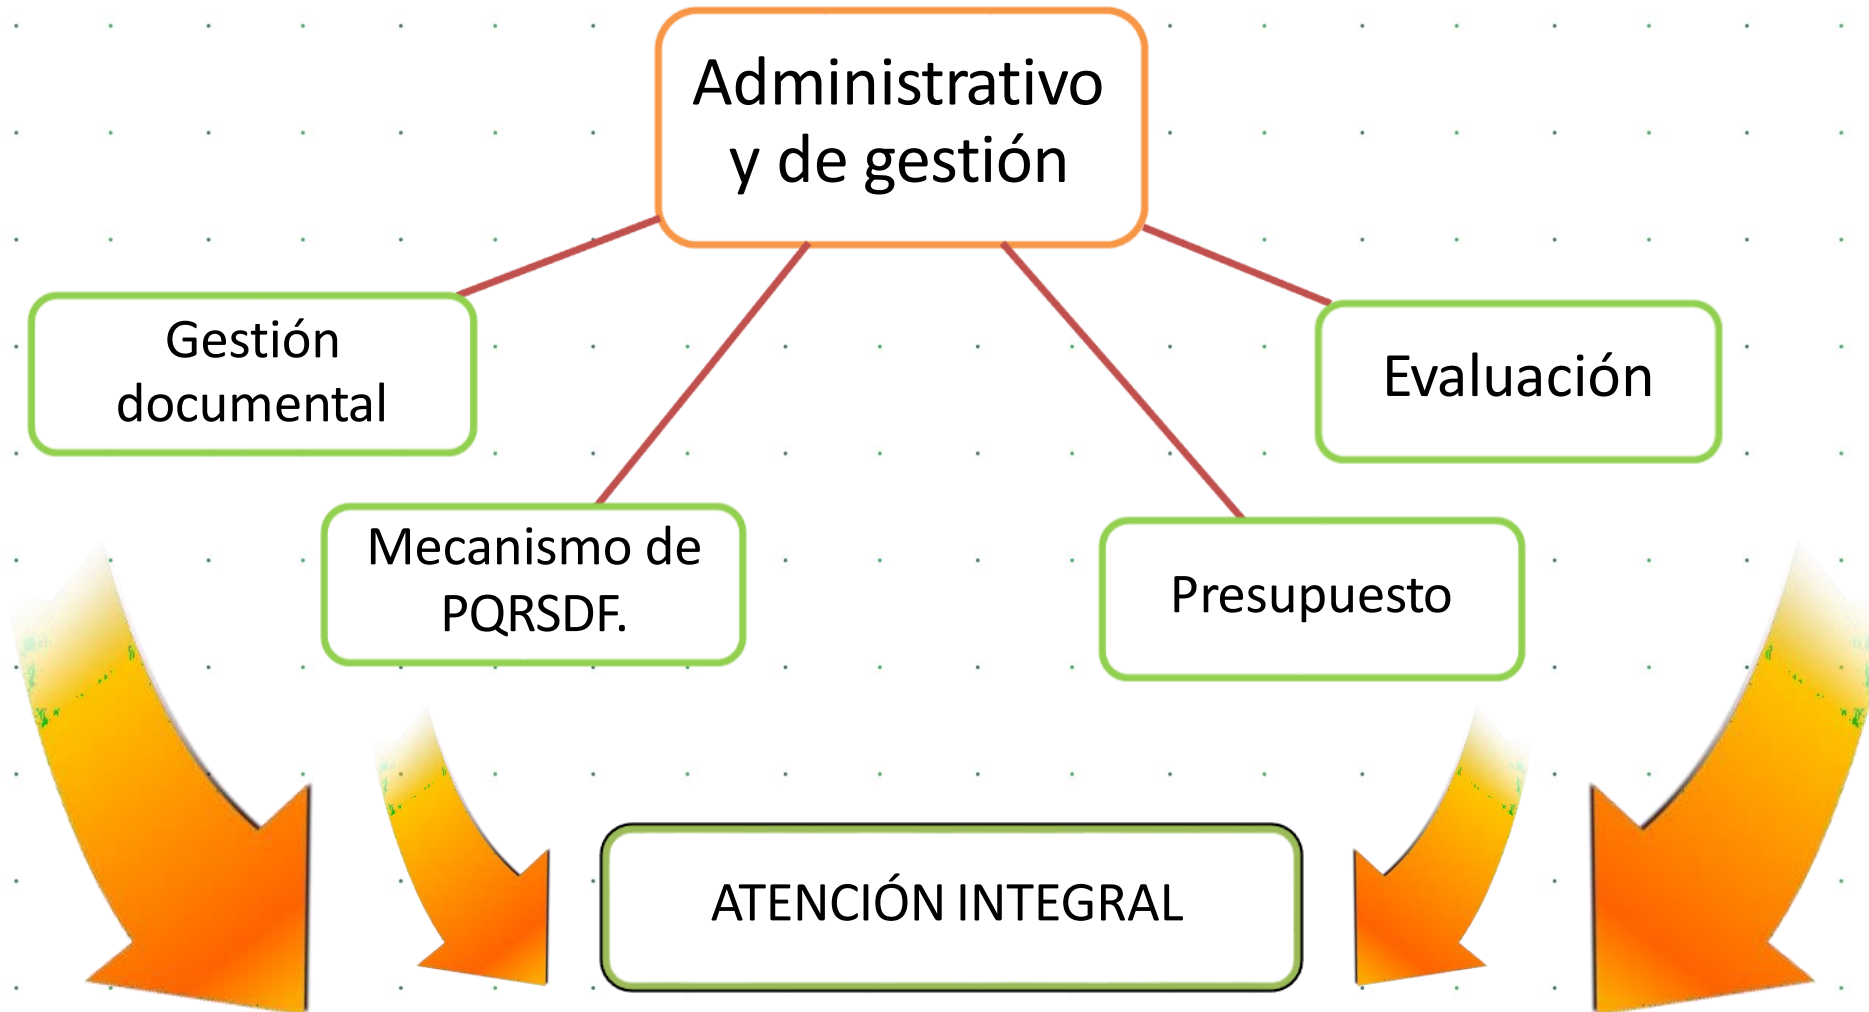 Administrativo
y de gestión
Gestión
documental
Evaluación
Mecanismo de
PQRSDF.
Presupuesto
ATENCIÓN INTEGRAL